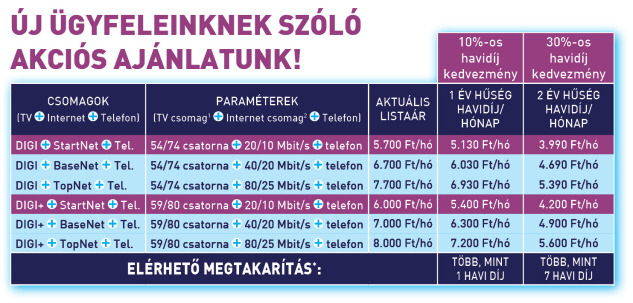 ÚJ ÜGYFELEINKNEK SZÓLÓ
AKCIÓS AJÁNLATUNK!
10%-os havidíj kedvezmény 30%-os havidíj kedvezmény
CSOMAGOK (TV + Internet + Telefon) PARAMÉTEREK (TV csomag¹ + Internet csomag² + Telefon) AKTUÁLIS LISTAÁR 1 ÉV HŰSÉG HAVIDÍJ/HÓNAP 2 ÉV HŰSÉG HAVIDÍJ/HÓNAP
DIGI + StartNet + Tel. 54/74 csatorna + 20/10 Mbit/s + telefon 5.700 Ft/hó 5.130 Ft/hó 3.990 Ft/hó
DIGI + BaseNet + Tel. 54/74 csatorna + 40/20 Mbit/s + telefon 6.700 Ft/hó 6.030 Ft/hó 4.690 Ft/hó
DIGI + TopNet + Tel. 54/74 csatorna + 80/25 Mbit/s + telefon 7.700 Ft/hó 6.930 Ft/hó 5.390 Ft/hó
DIGI+ + StartNet + Tel. 59/80 csatorna + 20/10 Mbit/s + telefon 6.000 Ft/hó 5.400 Ft/hó 4.200 Ft/hó
DIGI+ + BaseNet + Tel. 59/80 csatorna + 40/20 Mbit/s + telefon 7.000 Ft/hó 6.300 Ft/hó 4.900 Ft/hó
DIGI+ + TopNet + Tel. 59/80 csatorna + 80/25 Mbit/s + telefon 8.000 Ft/hó 7.200 Ft/hó 5.600 Ft/hó
ELÉRHETŐ MEGTAKARÍTÁS*: TÖBB, MINT 1 HAVI DÍJ TÖBB, MINT 7 HAVI DÍJ